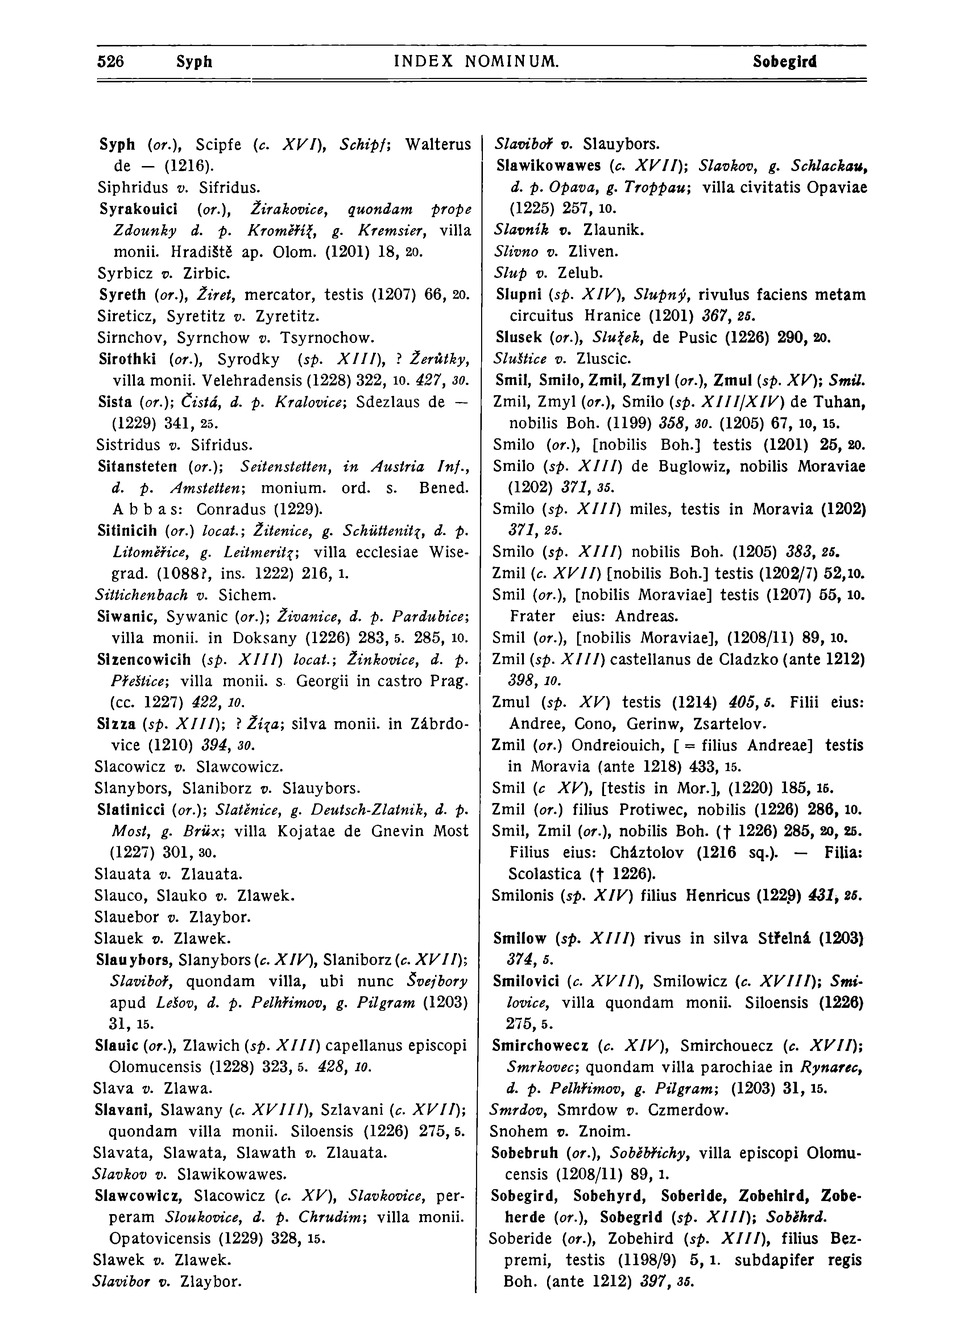 526 Syph INDEX NOMINUM. Sobegird
Syph (or.), Scipfe (c. XVI), Schipf; Walterus
de — (1216).
Siphridus v. Sifridus.
Syrakouici (or.), Žirakovice, quondam prope
Zdounky d. p. Kroměříž, g. Kremsier, villa
monii. Hradiště ap. Olom. (1201) 18, 20.
Syrbicz v. Zirbic.
Syreth (or.), Žiret, mercator, testis (1207) 66, 20.
Sireticz, Syretitz v. Zyretitz.
Sirnchov, Syrnchow v. Tsyrnochow.
Sirothki (or.), Syrodky (sp. XIII), ? Žerůtky,
villa monii. Velehradensis (1228) 322, 10. 427, 30.
Sista (or.); Čistá, d. p. Kralovice; Sdezlaus de —
(1229) 341, 25.
Sistridus v. Sifridus.
Sitansteten (or.); Seitenstetten, in Austria Inf.,
d. p. Amstetten; monium. ord. s. Bened.
Abbas: Conradus (1229).
Sitinicih (or.) locat.; Žitenice, g. Schüttenitz, d. p.
Litoměřice, g. Leitmeritz; villa ecclesiae Wise-
grad. (1088?, ins. 1222) 216, 1.
Sittichenbach v. Sichem.
Siwanic, Sywanic (or.); Živanice, d. p. Pardubice;
villa monii. in Doksany (1226) 283, 5. 285, 10.
Sizencowicih (sp. XIII) locat.; Žinkovice, d. p.
Přeštice; villa monii. s. Georgii in castro Prag.
(cc. 1227) 422, 10.
Sizza (sp. XIII); ? Žiza; silva monii. in Zábrdo-
vice (1210) 394, 30.
Slacowicz v. Slawcowicz.
Slanybors, Slaniborz v. Slauybors.
Slatinicci (or.); Slatěnice, g. Deutsch-Zlatnik, d. p.
Most, g. Brüx; villa Kojatae de Gnevin Most
(1227) 301, 30.
Slauata v. Zlauata.
Slauco, Slauko v. Zlawek.
Slauebor v. Zlaybor.
Slauek v. Zlawek.
Slauybors, Slanybors (c. XIV), Slaniborz (c. XVII);
Slaviboř, quondam villa, ubi nunc Švejbory
apud Lešov, d. p. Pelhřimov, g. Pilgram (1203)
31, 15.
Slauic (or.), Zlawich (sp. XIII) capellanus episcopi
Olomucensis (1228) 323, 5. 428, 10.
Slava v. Zlawa.
Slavani, Slawany (c. XVIII), Szlavani (c. XVII);
quondam villa monii. Siloensis (1226) 275, 5.
Slavata, Slawata, Slawath v. Zlauata.
Slavkov v. Slawikowawes.
Slawcowicz, Slacowicz (c. XV), Slavkovice, per-
peram Sloukovice, d. p. Chrudim; villa monii.
Opatovicensis (1229) 328, 15.
Slawek v. Zlawek.
Slavibor v. Zlaybor.
Slaviboř v. Slauybors.
Slawikowawes (c. XVII); Slavkov, g. Schlackau,
d. p. Opava, g. Troppau; villa civitatis Opaviae
(1225) 257, 10.
Slavník v. Zlaunik.
Slivno v. Zliven.
Slup v. Zelub.
Slupni (sp. XIV), Slupný, rivulus faciens metam
circuitus Hranice (1201) 367, 25.
Slusek (or.), Služek, de Pusic (1226) 290, 20.
Sluštice v. Zluscic.
Smil, Smilo, Zmil, Zmyl (or.), Zmul (sp. XV); Smil.
Zmil, Zmyl (or.), Smilo (sp. XIII/XIV) de Tuhan,
nobilis Boh. (1199) 358, 30. (1205) 67, 10, 15.
Smilo (or.), [nobilis Boh.] testis (1201) 25, 20.
Smilo (sp. XIII) de Buglowiz, nobilis Moraviae
(1202) 371, 35.
Smilo (sp. XIII) miles, testis in Moravia (1202)
371, 25.
Smilo (sp. XIII) nobilis Boh. (1205) 383, 25.
Zmil (c. XVII) [nobilis Boh.] testis (1202/7) 52,10.
Smil (or.), [nobilis Moraviae] testis (1207) 55, 10.
Frater eius: Andreas.
Smil (or.), [nobilis Moraviae], (1208/11) 89, 10.
Zmil (sp. XIII) castellanus de Cladzko (ante 1212)
398, 10.
Zmul (sp. XV) testis (1214) 405, 5. Filii eius:
Andree, Cono, Gerinw, Zsartelov.
Zmil (or.) Ondreiouich, [ = filius Andreae] testis
in Moravia (ante 1218) 433, 15.
Smil (c XV), [testis in Mor.], (1220) 185, 15.
Zmil (or.) filius Protiwec, nobilis (1226) 286, 10.
Smil, Zmil (or.), nobilis Boh. († 1226) 285, 20, 25.
Filius eius: Cháztolov (1216 sq.). — Filia:
Scolastica († 1226).
Smilonis (sp. XIV) filius Henricus (1229) 431, 25.
Smilow (sp. XIII) rivus in silva Střelná (1203)
374, 5.
Smilovici (c. XVII), Smilowicz (c. XVIII); Smi-
lovice, villa quondam monii. Siloensis (1226)
275, 5.
Smirchowecz (c. XIV), Smirchouecz (c. XVII);
Smrkovec; quondam villa parochiae in Rynarec,
d. p. Pelhřimov, g. Pilgram; (1203) 31, 15.
Smrdov, Smrdow v. Czmerdow.
Snohem v. Znoim.
Sobebruh (or.), Soběbřichy, villa episcopi Olomu-
censis (1208/11) 89, 1.
Sobegird, Sobehyrd, Soberide, Zobehird, Zobe-
herde (or.), Sobegrid (sp. XIII); Soběhrd.
Soberide (or.), Zobehird (sp. XIII), filius Bez-
premi, testis (1198/9) 5, 1. subdapifer regis
Boh. (ante 1212) 397, 35.